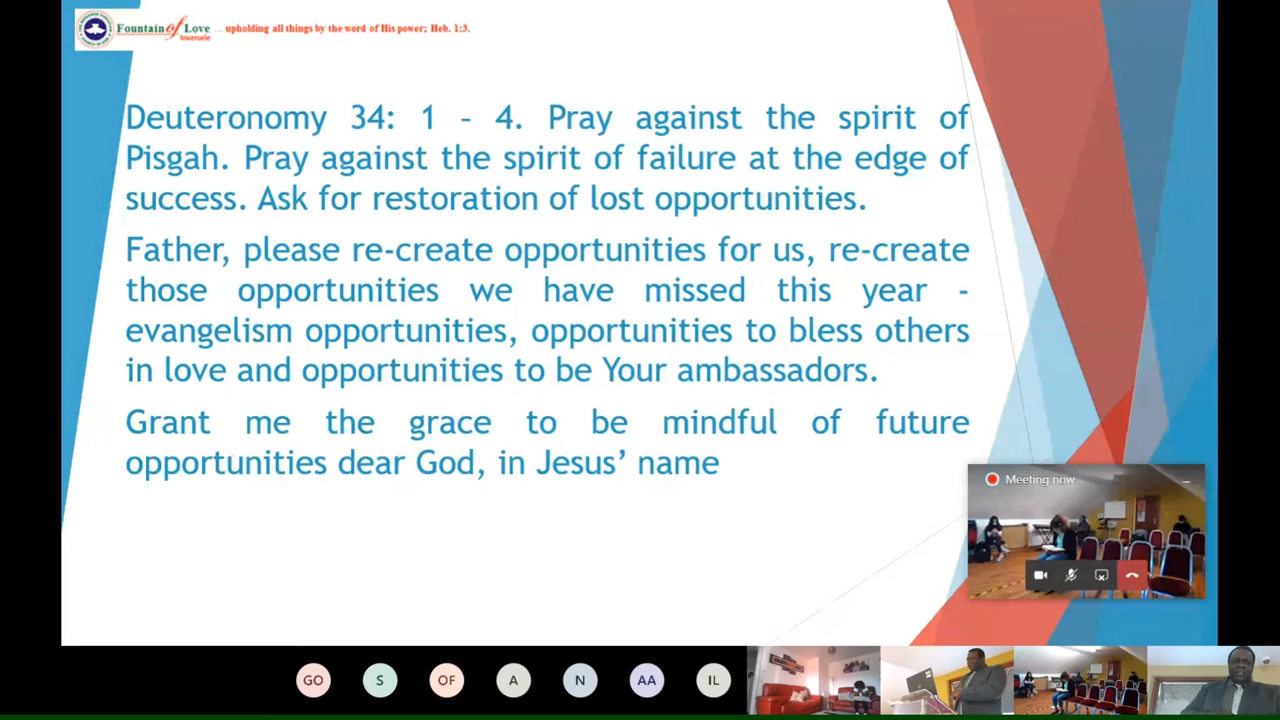 Fountain of Love ... upholding all things by the word of His power; Heb. 1:3.
Inverurie
Deuteronomy 34: 1 – 4. Pray against the spirit of
Pisgah. Pray against the spirit of failure at the edge of
success. Ask for restoration of lost opportunities.
Father, please re-create opportunities for us, re-create
those opportunities we have missed this year -
evangelism opportunities, opportunities to bless others
in love and opportunities to be Your ambassadors.
Grant me the grace to be mindful of future
opportunities dear God, in Jesus’ name
Meeting now
GO S OF A N AA IL